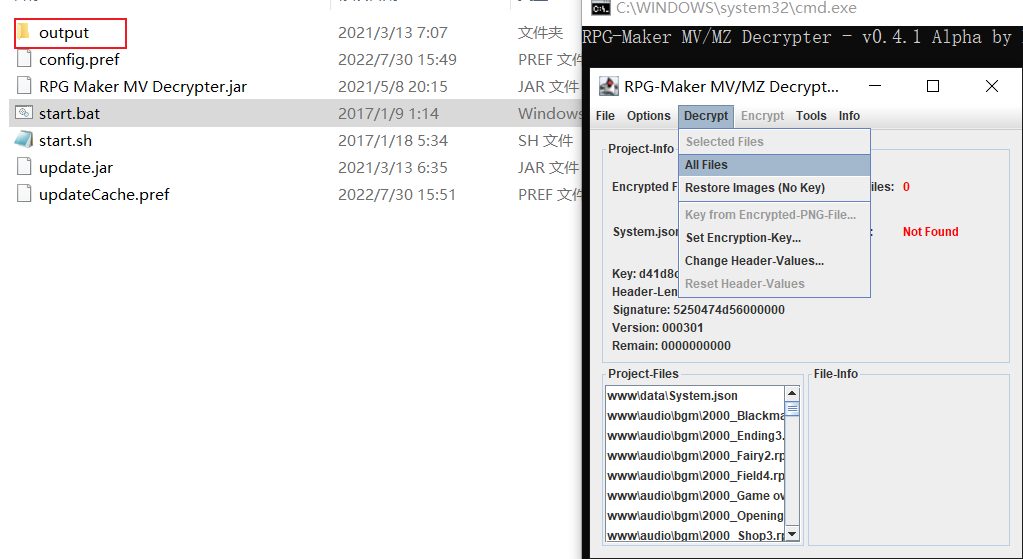 output 2021/3/13 7:07 文件夹
config.pref 2022/7/30 15:49 PREF 文件
RPG Maker MV Decrypter.jar 2021/5/8 20:15 JAR 文件
start.bat 2017/1/9 1:14 Windows
start.sh 2017/1/18 5:34 SH 文件
update.jar 2021/3/13 6:35 JAR 文件
updateCache.pref 2022/7/30 15:51 PREF 文件
C:\WINDOWS\system32\cmd.exe
RPG-Maker MV/MZ Decrypter - v0.4.1 Alpha by
RPG-Maker MV/MZ Decrypt...
File Options Decrypt Encrypt Tools Info
Selected Files
All Files
Restore Images (No Key)
Key from Encrypted-PNG-File...
Set Encryption-Key...
Change Header-Values...
Reset Header-Values
Project-Info
Encrypted F iles: 0
System.json : Not Found
Key: d41d8c
Header-Len
Signature: 5250474d56000000
Version: 000301
Remain: 0000000000
Project-Files
www\data\System.json
www\audio\bgm\2000_Blackma
www\audio\bgm\2000_Ending3.
www\audio\bgm\2000_Fairy2.rp
www\audio\bgm\2000_Field4.rp
www\audio\bgm\2000_Game ov
www\audio\bgm\2000_Opening
www\audio\bgm\2000_Shop3.r
File-Info